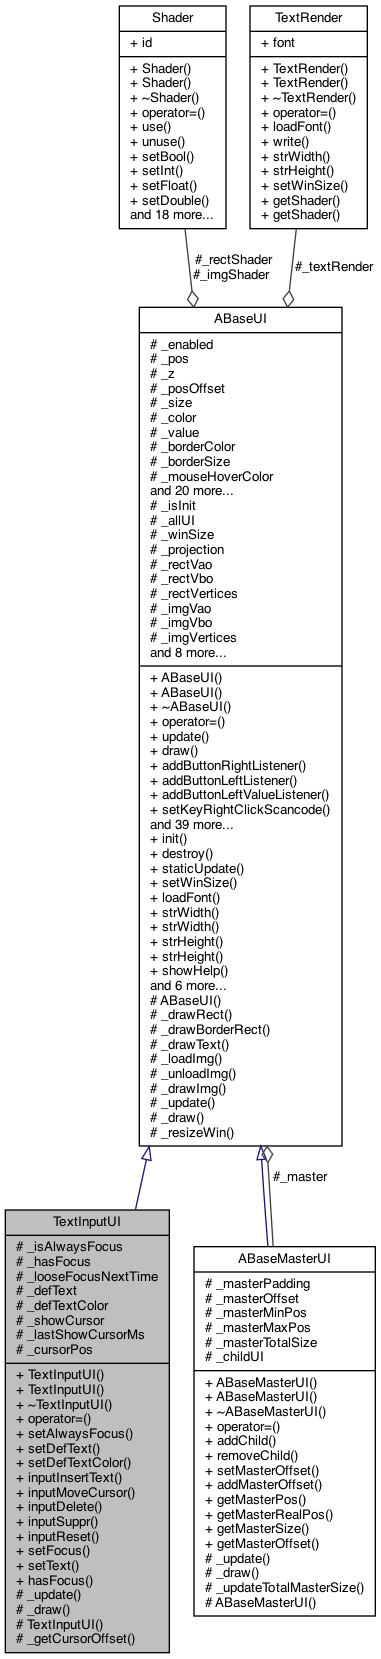 Shader
+ id
+ Shader()
+ Shader()
+ ~Shader()
+ operator=()
+ use()
+ unuse()
+ setBool()
+ setInt()
+ setFloat()
+ setDouble()
and 18 more...
TextRender
+ font
+ TextRender()
+ TextRender()
+ ~TextRender()
+ operator=()
+ loadFont()
+ write()
+ strWidth()
+ strHeight()
+ setWinSize()
+ getShader()
+ getShader()
#_rectShader
#_imgShader
#_textRender
ABaseUI
# _enabled
# _pos
# _z
# _posOffset
# _size
# _color
# _value
# _borderColor
# _borderSize
# _mouseHoverColor
and 20 more...
# _isInit
# _allUI
# _winSize
# _projection
# _rectVao
# _rectVbo
# _rectVertices
# _imgVao
# _imgVbo
# _imgVertices
and 8 more...
+ ABaseUI()
+ ABaseUI()
+ ~ABaseUI()
+ operator=()
+ update()
+ draw()
+ addButtonRightListener()
+ addButtonLeftListener()
+ addButtonLeftValueListener()
+ setKeyRightClickScancode()
and 39 more...
+ init()
+ destroy()
+ staticUpdate()
+ setWinSize()
+ loadFont()
+ strWidth()
+ strWidth()
+ strHeight()
+ strHeight()
+ showHelp()
and 6 more...
# ABaseUI()
# _drawRect()
# _drawBorderRect()
# _drawText()
# _loadImg()
# _unloadImg()
# _drawImg()
# _update()
# _draw()
# _resizeWin()
#_master
TextInputUI
# _isAlwaysFocus
# _hasFocus
# _looseFocusNextTime
# _defText
# _defTextColor
# _showCursor
# _lastShowCursorMs
# _cursorPos
+ TextInputUI()
+ TextInputUI()
+ ~TextInputUI()
+ operator=()
+ setAlwaysFocus()
+ setDefText()
+ setDefTextColor()
+ inputInsertText()
+ inputMoveCursor()
+ inputDelete()
+ inputSuppr()
+ inputReset()
+ setFocus()
+ setText()
+ hasFocus()
# _update()
# _draw()
# TextInputUI()
# _getCursorOffset()
ABaseMasterUI
# _masterPadding
# _masterOffset
# _masterMinPos
# _masterMaxPos
# _masterTotalSize
# _childUI
+ ABaseMasterUI()
+ ABaseMasterUI()
+ ~ABaseMasterUI()
+ operator=()
+ addChild()
+ removeChild()
+ setMasterOffset()
+ addMasterOffset()
+ getMasterPos()
+ getMasterRealPos()
+ getMasterSize()
+ getMasterOffset()
# _update()
# _draw()
# _updateTotalMasterSize()
# ABaseMasterUI()